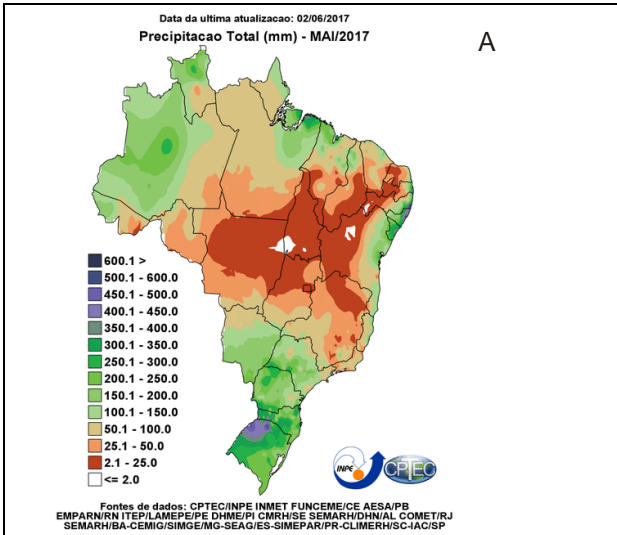 Data da ultima atualizacao: 02/06/2017
Precipitacao Total (mm) - MAI/2017
A
600.1 >
500.1 - 600.0
450.1 - 500.0
400.1 - 450.0
350.1 - 400.0
300.1 - 350.0
250.1 - 300.0
200.1 - 250.0
150.1 - 200.0
100.1 - 150.0
50.1 - 100.0
25.1 - 50.0
2.1 - 25.0
<= 2.0
INPE
CPTEC
Fontes de dados: CPTEC/INPE INMET FUNCEME/CE AESA/PB
EMPARN/RN ITEP/LAMEPE/PE DHME/PI CMRH/SE SEMARH/DHN/AL COMET/RJ
SEMARH/BA-CEMIG/SIMGE/MG-SEAG/ES-SIMEPAR/PR-CLIMERH/SC-IAC/SP